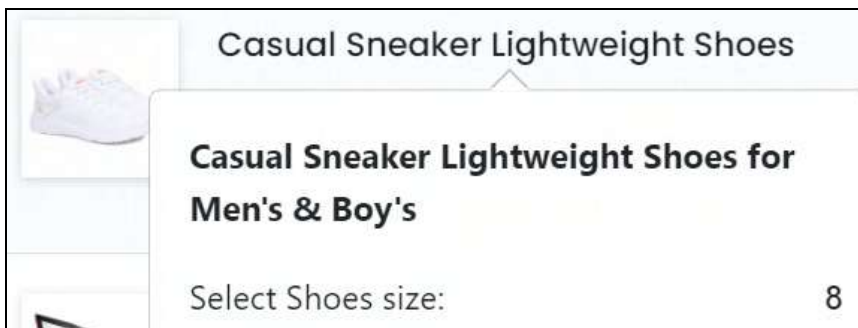 Casual Sneaker Lightweight Shoes
Casual Sneaker Lightweight Shoes for
Men's & Boy's
Select Shoes size: 8